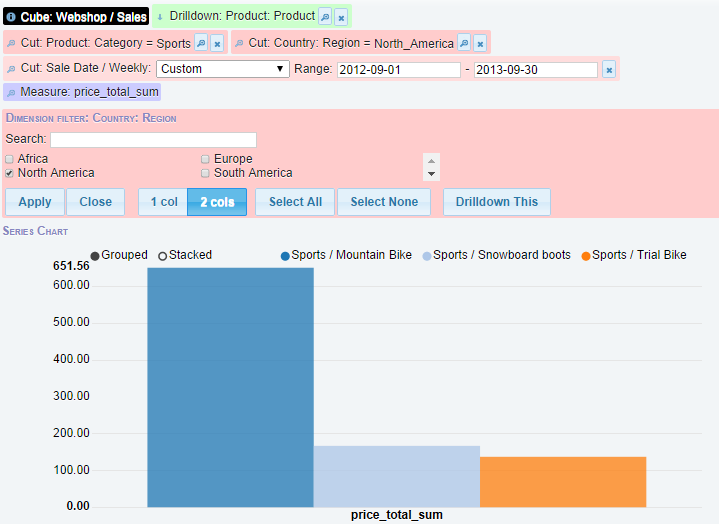 Cube: Webshop / Sales Drilldown: Product: Product
Cut: Product: Category = Sports Cut: Country: Region = North_America
Cut: Sale Date / Weekly: Custom Range: 2012-09-01 - 2013-09-30
Measure: price_total_sum
Dimension filter: Country: Region
Search:
Africa Europe
North America South America
Apply Close 1 col 2 cols Select All Select None Drilldown This
Series Chart
Grouped Stacked Sports / Mountain Bike Sports / Snowboard boots Sports / Trial Bike
651.56
600.00
500.00
400.00
300.00
200.00
100.00
0.00
price_total_sum